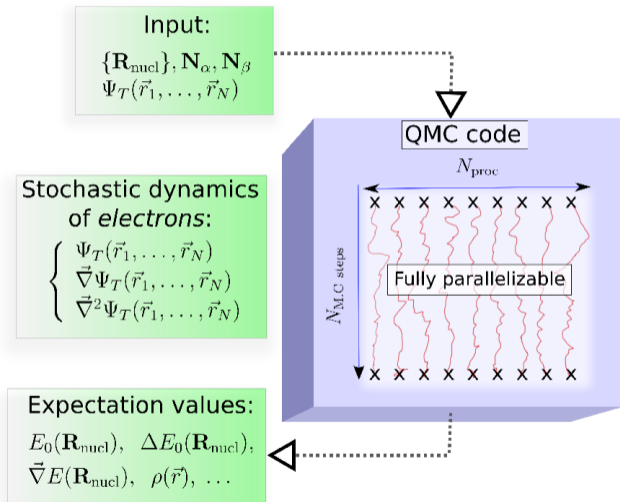 Input:
{R_nucl}, N_α, N_β
Ψ_T(r⃗_1, . . . , r⃗_N)
QMC code
N_proc
x x x x x x x x x
N_M.C steps
Fully parallelizable
x x x x x x x x x
Stochastic dynamics
of electrons:
Ψ_T(r⃗_1, . . . , r⃗_N)
∇⃗Ψ_T(r⃗_1, . . . , r⃗_N)
∇⃗²Ψ_T(r⃗_1, . . . , r⃗_N)
Expectation values:
E_0(R_nucl), ΔE_0(R_nucl),
∇⃗E(R_nucl), ρ(r⃗), . . .